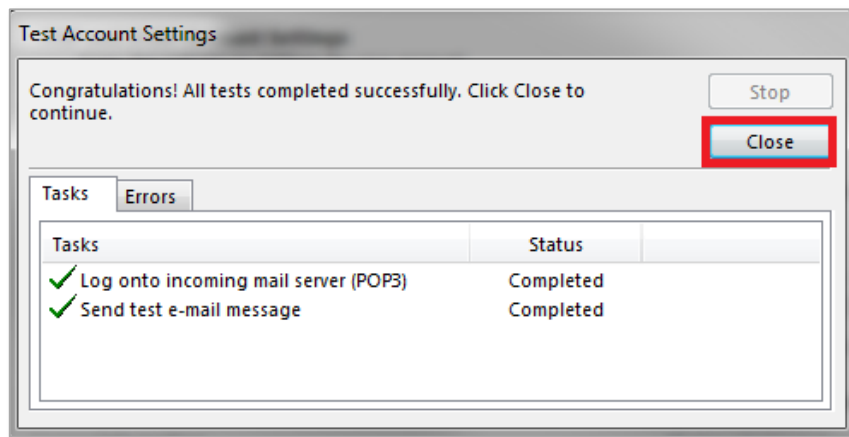 Test Account Settings
Congratulations! All tests completed successfully. Click Close to
continue.
Stop
Close
Tasks
Errors
Tasks Status
Log onto incoming mail server (POP3) Completed
Send test e-mail message Completed